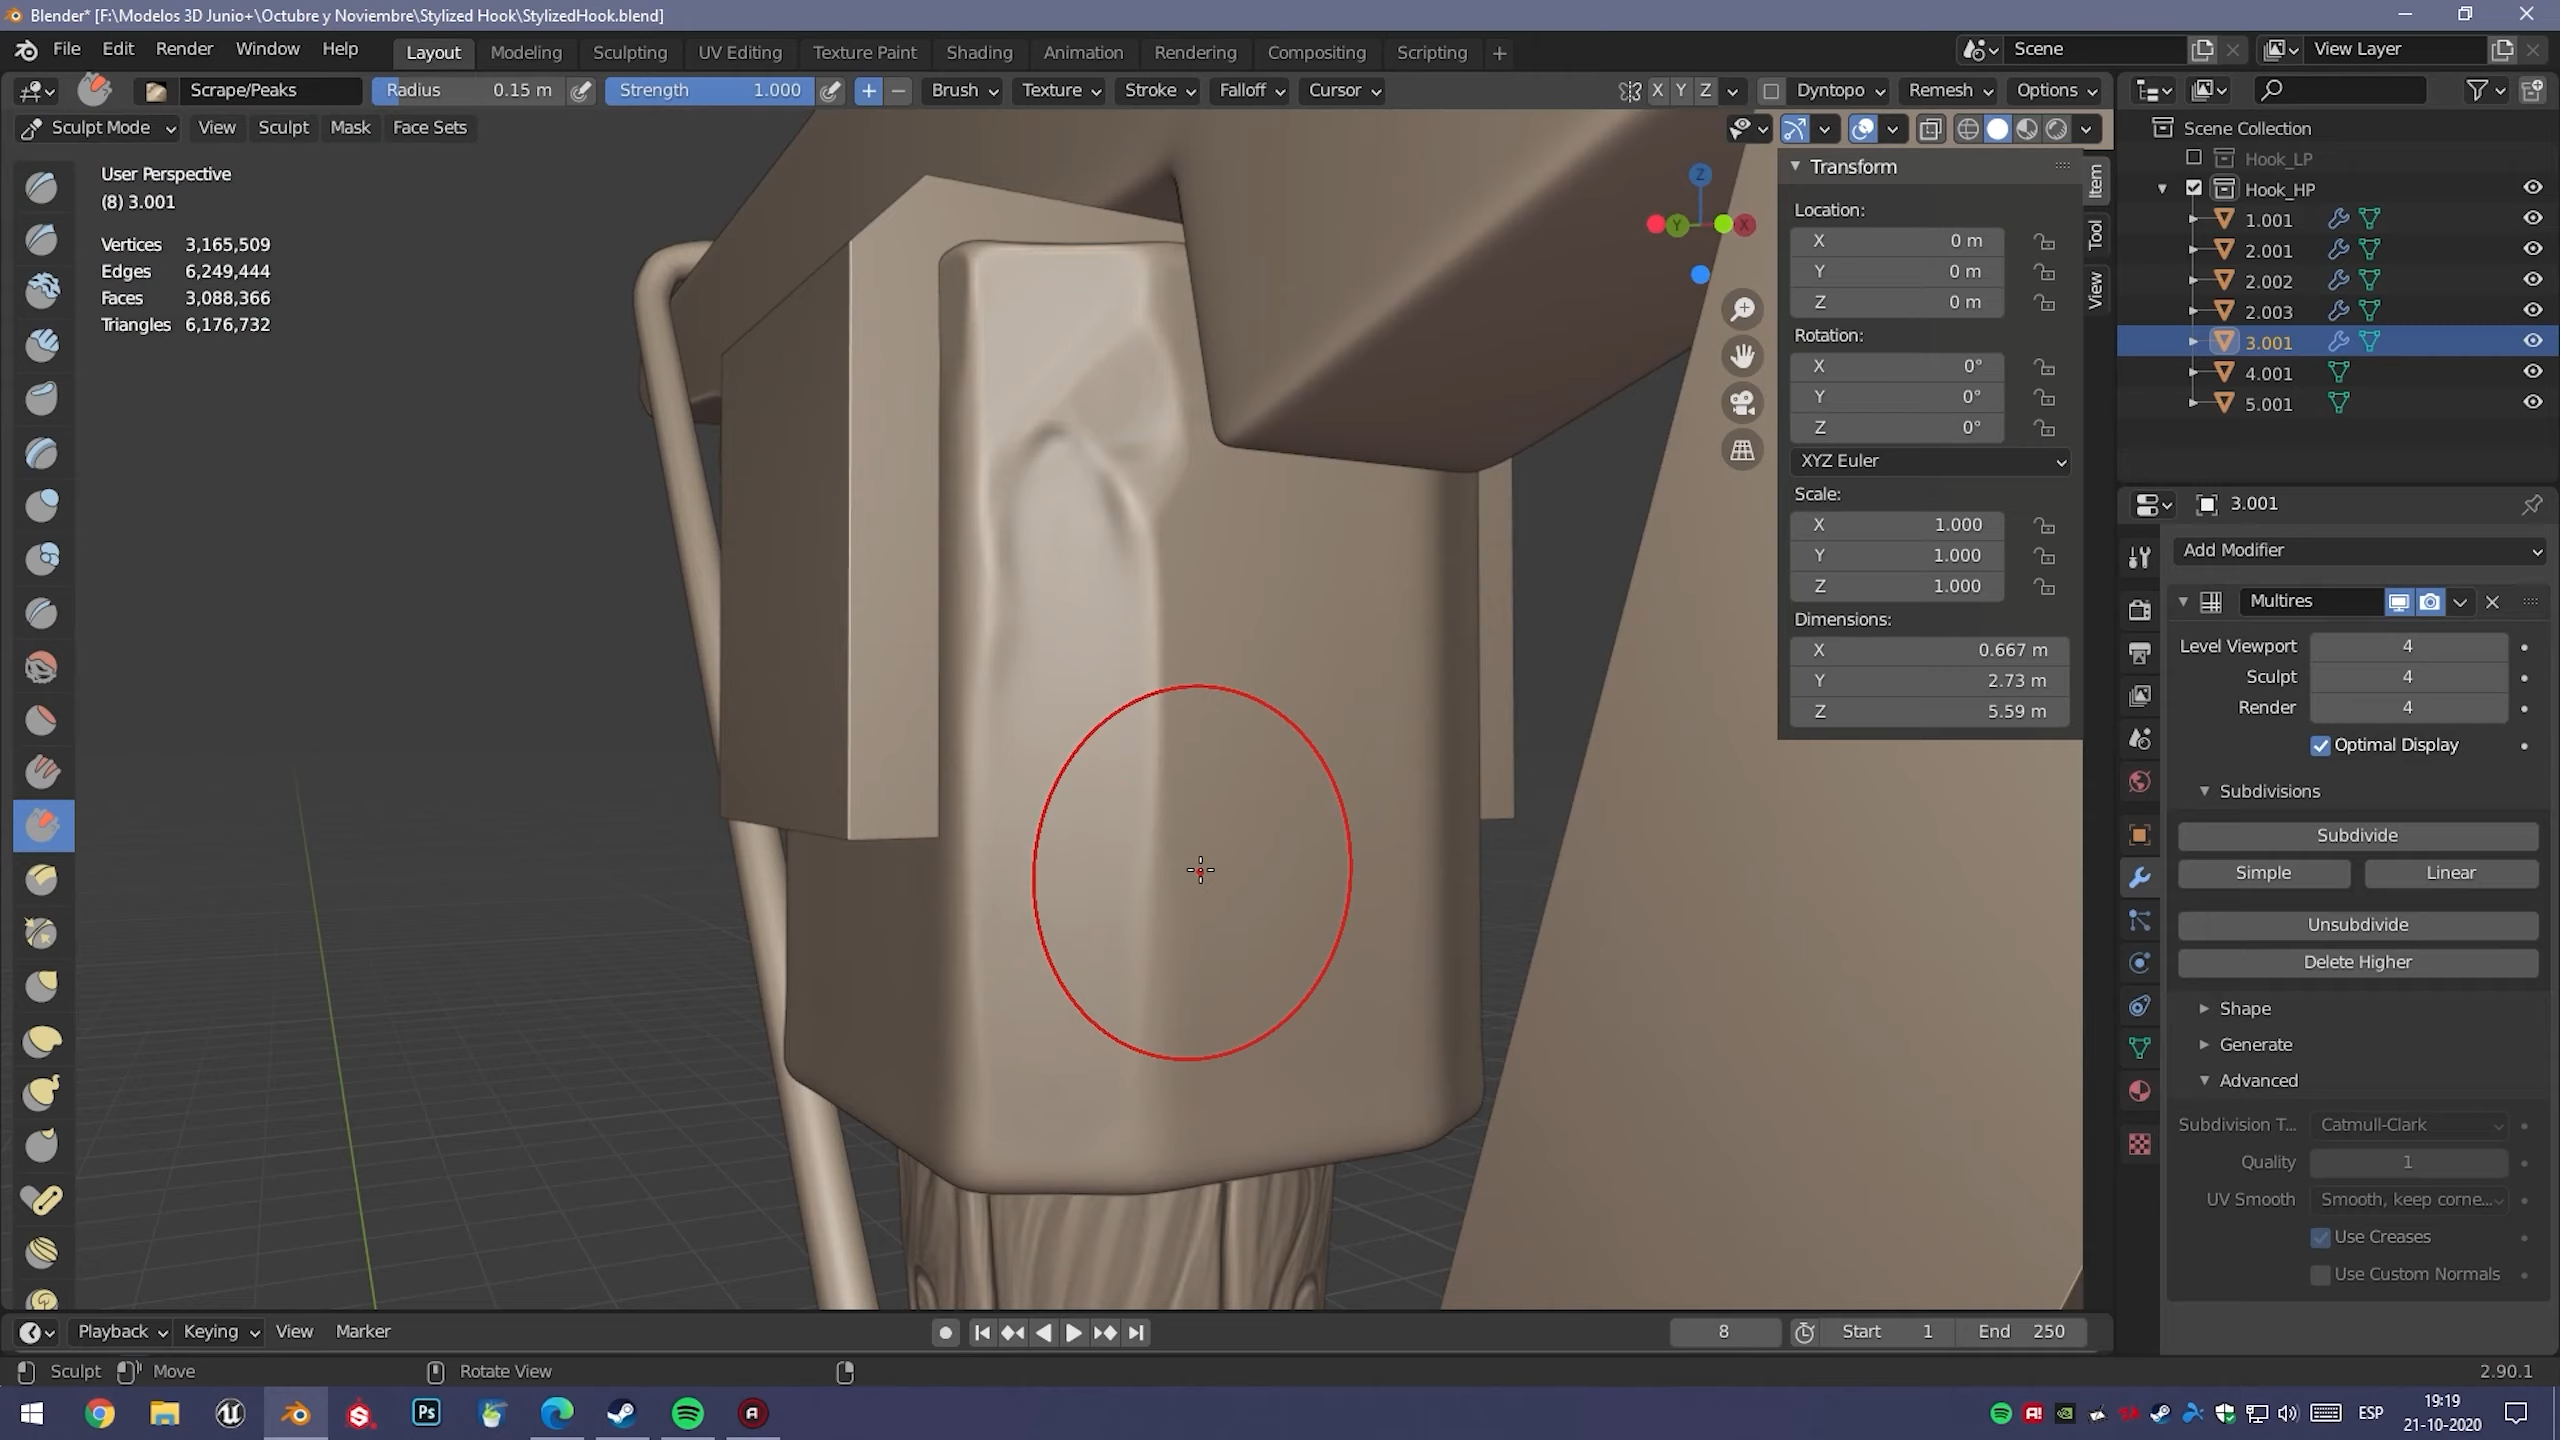 Blender* [F:\Modelos 3D Junio+\Octubre y Noviembre\Stylized Hook\StylizedHook.blend]
File Edit Render Window Help Layout Modeling Sculpting UV Editing Texture Paint Shading Animation Rendering Compositing Scripting + Scene View Layer
Scrape/Peaks Radius 0.15 m Strength 1.000 + − Brush Texture Stroke Falloff Cursor X Y Z Dyntopo Remesh Options
Sculpt Mode View Sculpt Mask Face Sets
User Perspective
(8) 3.001
Vertices 3,165,509
Edges 6,249,444
Faces 3,088,366
Triangles 6,176,732
Z
Y
X
Transform
Location:
X 0 m
Y 0 m
Z 0 m
Rotation:
X 0°
Y 0°
Z 0°
XYZ Euler
Scale:
X 1.000
Y 1.000
Z 1.000
Dimensions:
X 0.667 m
Y 2.73 m
Z 5.59 m
Item
Tool
View
Scene Collection
Hook_LP
Hook_HP
1.001
2.001
2.002
2.003
3.001
4.001
5.001
3.001
Add Modifier
Multires
Level Viewport 4
Sculpt 4
Render 4
Optimal Display
Subdivisions
Subdivide
Simple Linear
Unsubdivide
Delete Higher
Shape
Generate
Advanced
Subdivision T... Catmull-Clark
Quality 1
UV Smooth Smooth, keep corne...
Use Creases
Use Custom Normals
Playback Keying View Marker 8 Start 1 End 250
Sculpt Move Rotate View 2.90.1
Ps
ESP
19:19
21-10-2020